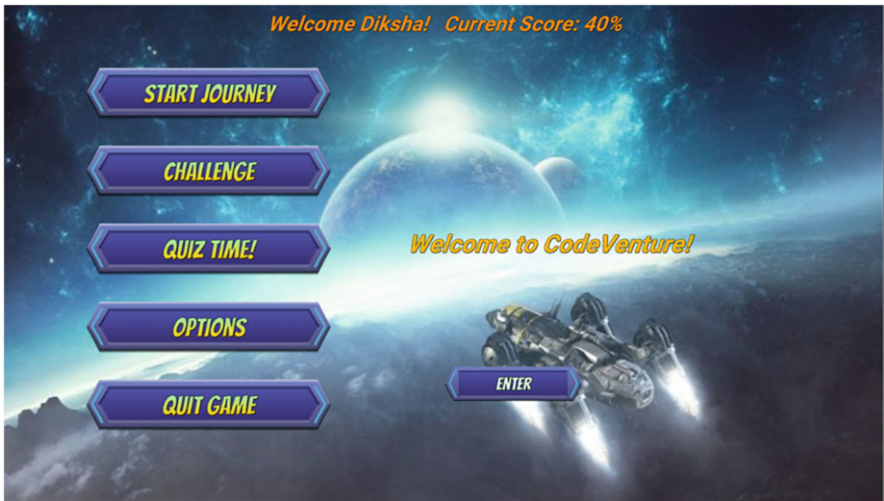 Welcome Diksha! Current Score: 40%
START JOURNEY
CHALLENGE
QUIZ TIME!
Welcome to CodeVenture!
OPTIONS
ENTER
QUIT GAME